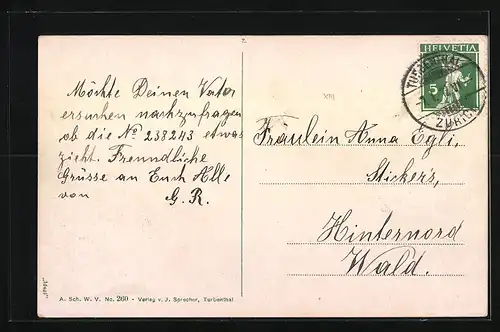 Möchte Deinen Vater
ersuchen nachzufragen
ob die No 238243 etwas
zieht. Freundliche
Grüsse an Euch Alle
von G. R.
"Ideal"
A. Sch. W. V. No. 260 - Verlag v. J. Sprecher, Turbenthal.
HELVETIA
5
ZÜRICH
Fräulein Anna Egli,
Stickers,
Hinternord
Wald.